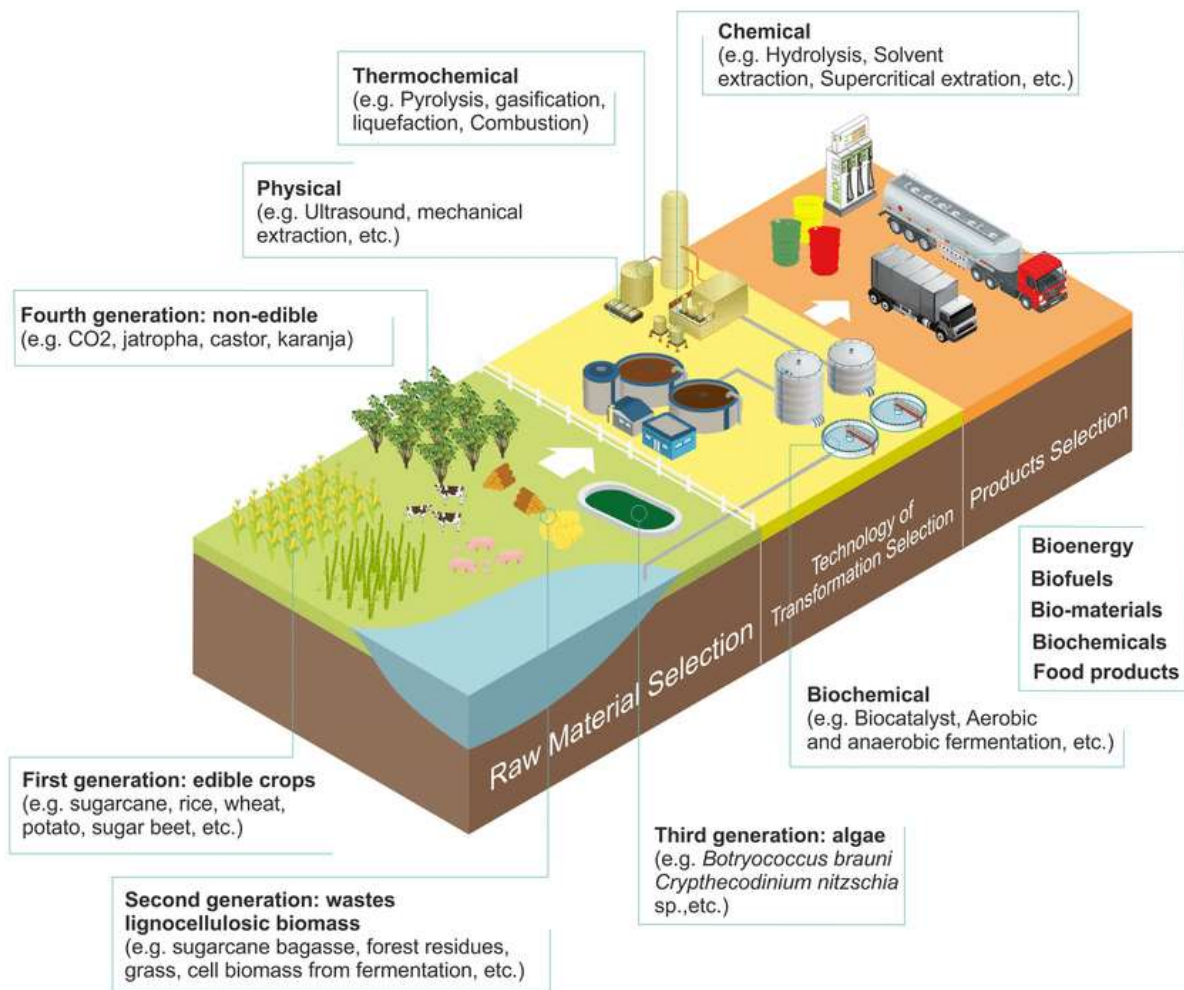 Chemical
(e.g. Hydrolysis, Solvent
extraction, Supercritical extration, etc.)
Thermochemical
(e.g. Pyrolysis, gasification,
liquefaction, Combustion)
Physical
(e.g. Ultrasound, mechanical
extraction, etc.)
Fourth generation: non-edible
(e.g. CO2, jatropha, castor, karanja)
Raw Material Selection
Technology of
Transformation Selection
Products Selection
Bioenergy
Biofuels
Bio-materials
Biochemicals
Food products
Biochemical
(e.g. Biocatalyst, Aerobic
and anaerobic fermentation, etc.)
First generation: edible crops
(e.g. sugarcane, rice, wheat,
potato, sugar beet, etc.)
Third generation: algae
(e.g. Botryococcus brauni
Crypthecodinium nitzschia
sp.,etc.)
Second generation: wastes
lignocellulosic biomass
(e.g. sugarcane bagasse, forest residues,
grass, cell biomass from fermentation, etc.)